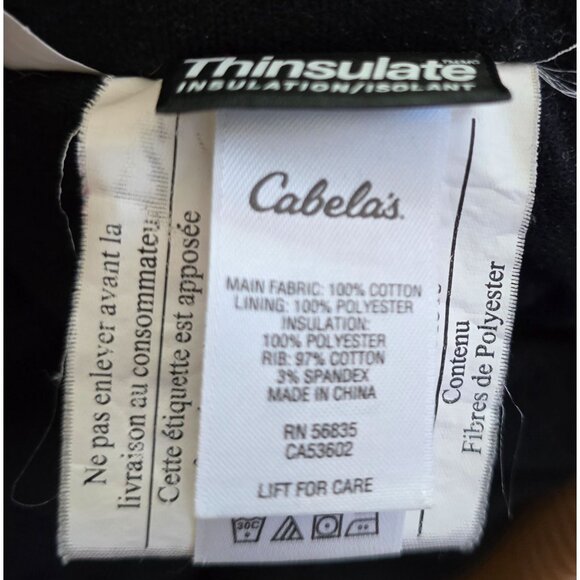 Thinsulate™
INSULATION/ISOLANT
Cabela's
MAIN FABRIC: 100% COTTON
LINING: 100% POLYESTER
INSULATION:
100% POLYESTER
RIB: 97% COTTON
3% SPANDEX
MADE IN CHINA
RN 56835
CA53602
LIFT FOR CARE
30C
Ne pas enlever avant la
livraison au consommateur
Cette étiquette est apposée
Contenu
Fibres de Polyester